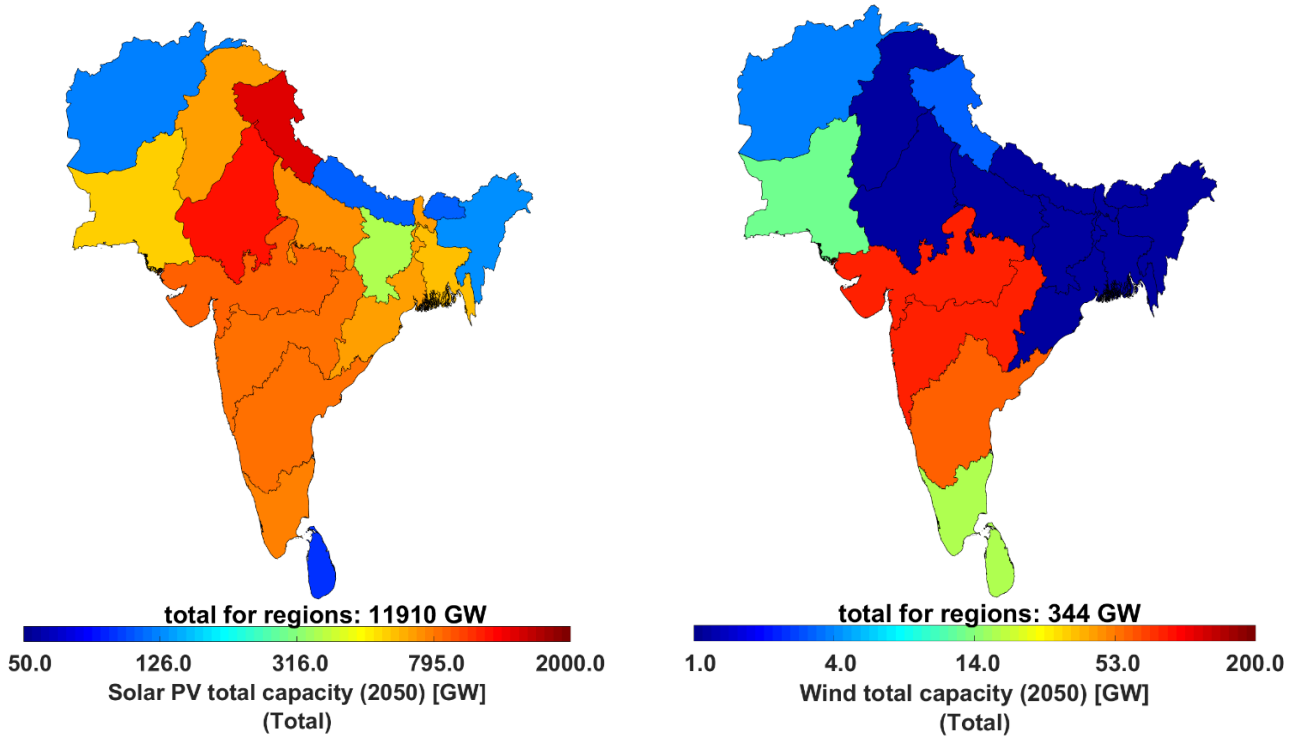 total for regions: 11910 GW
50.0 126.0 316.0 795.0 2000.0
Solar PV total capacity (2050) [GW]
(Total)
total for regions: 344 GW
1.0 4.0 14.0 53.0 200.0
Wind total capacity (2050) [GW]
(Total)